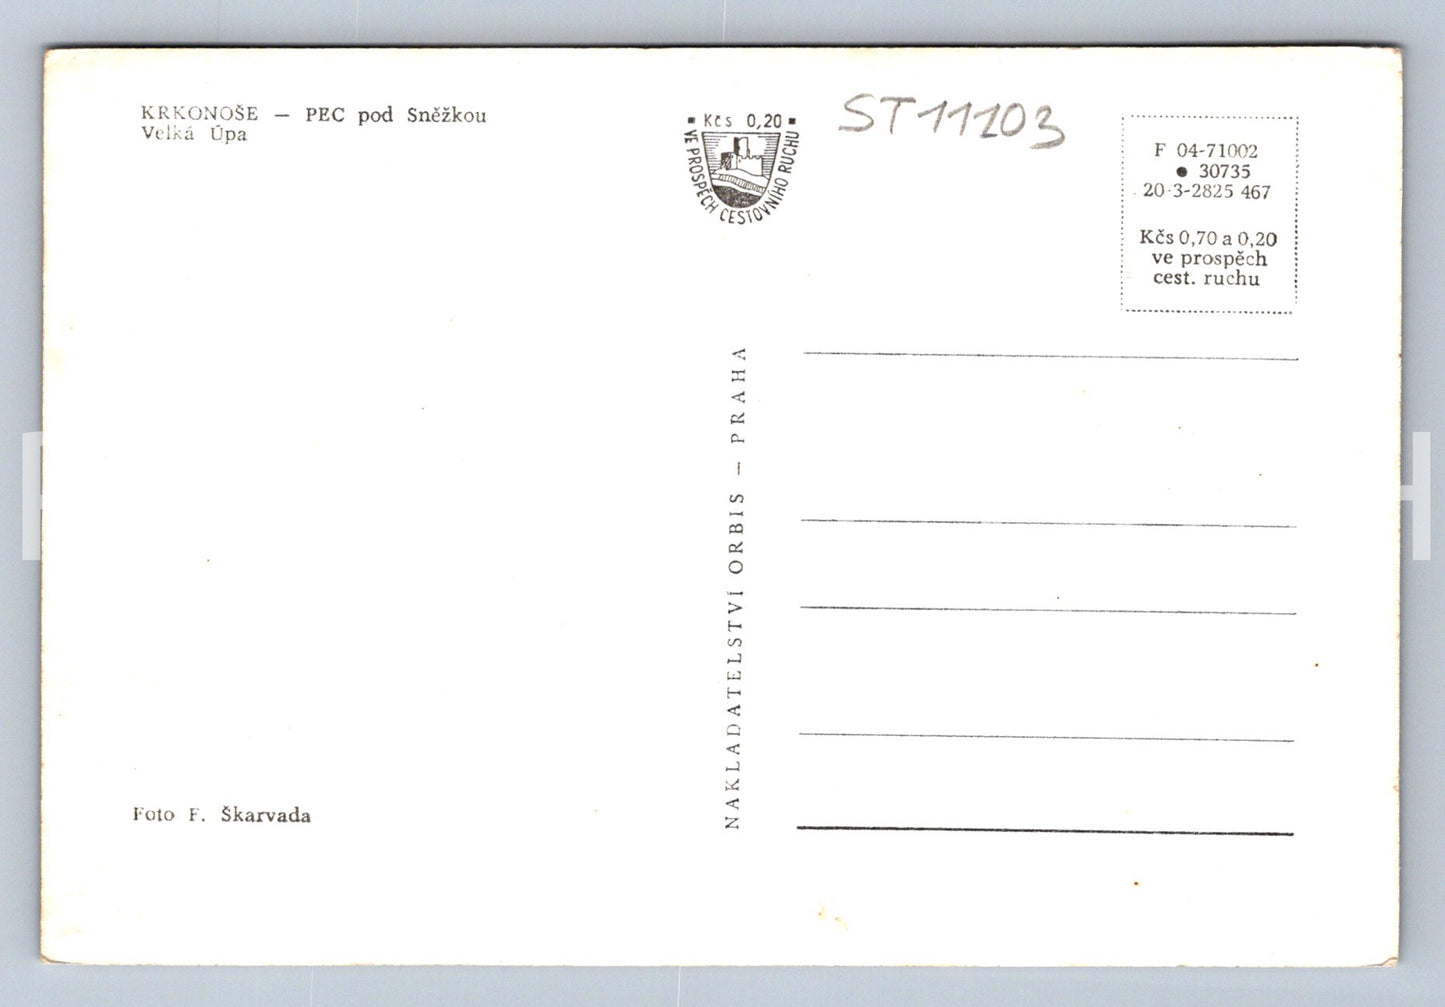 KRKONOŠE — PEC pod Sněžkou
Velká Úpa
▪ Kčs 0,20 ▪
VE PROSPĚCH CESTOVNÍHO RUCHU
ST11103
F 04-71002
● 30735
20-3-2825 467
Kčs 0,70 a 0,20
ve prospěch
cest. ruchu
NAKLADATELSTVÍ ORBIS — PRAHA
Foto F. Škarvada